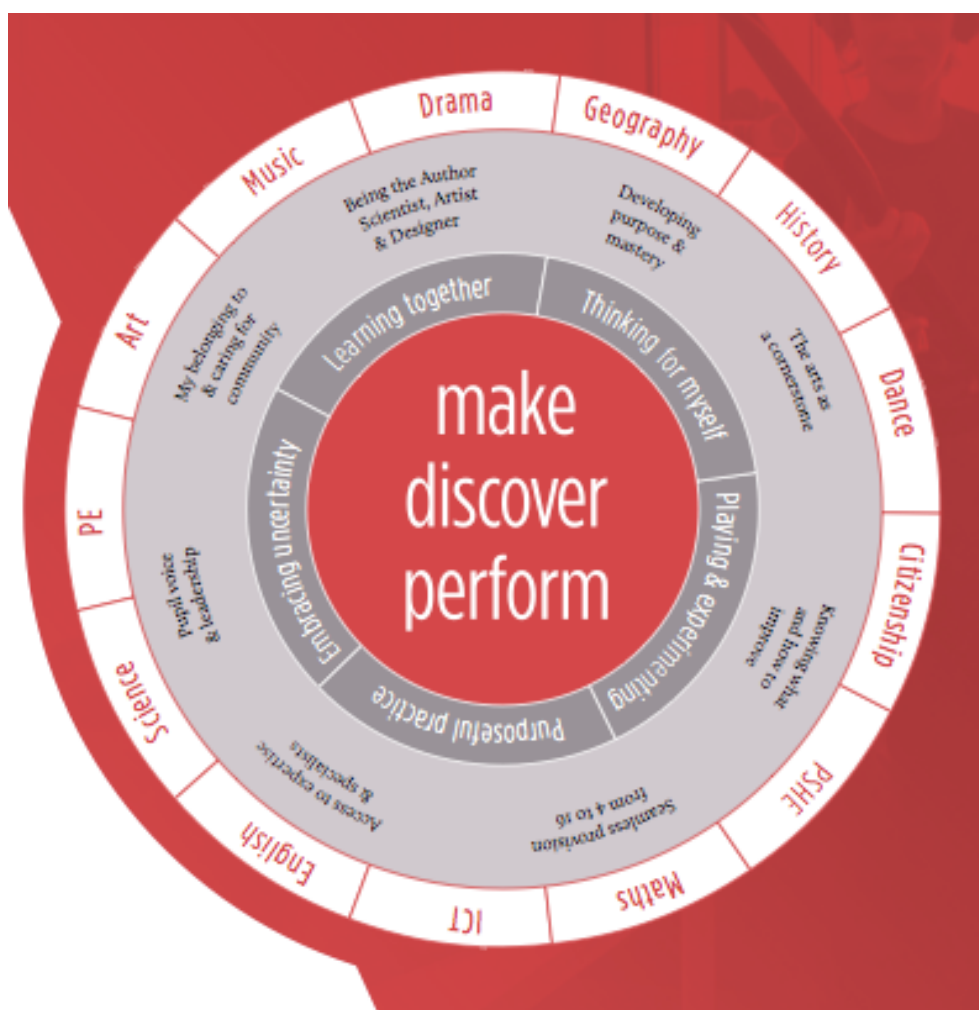 Drama
Geography
History
Dance
Citizenship
PSHE
Maths
ICT
English
Science
PE
Art
Music
Being the Author
Scientist, Artist
& Designer
Developing
purpose &
mastery
The arts as
a cornerstone
Knowing what
and how to
improve
Seamless provision
from 4 to 16
Access to expertise
& specialists
Pupil voice
& leadership
My belonging to
& caring for
community
Learning together
Thinking for myself
Playing & experimenting
Purposeful practice
Embracing uncertainty
make
discover
perform